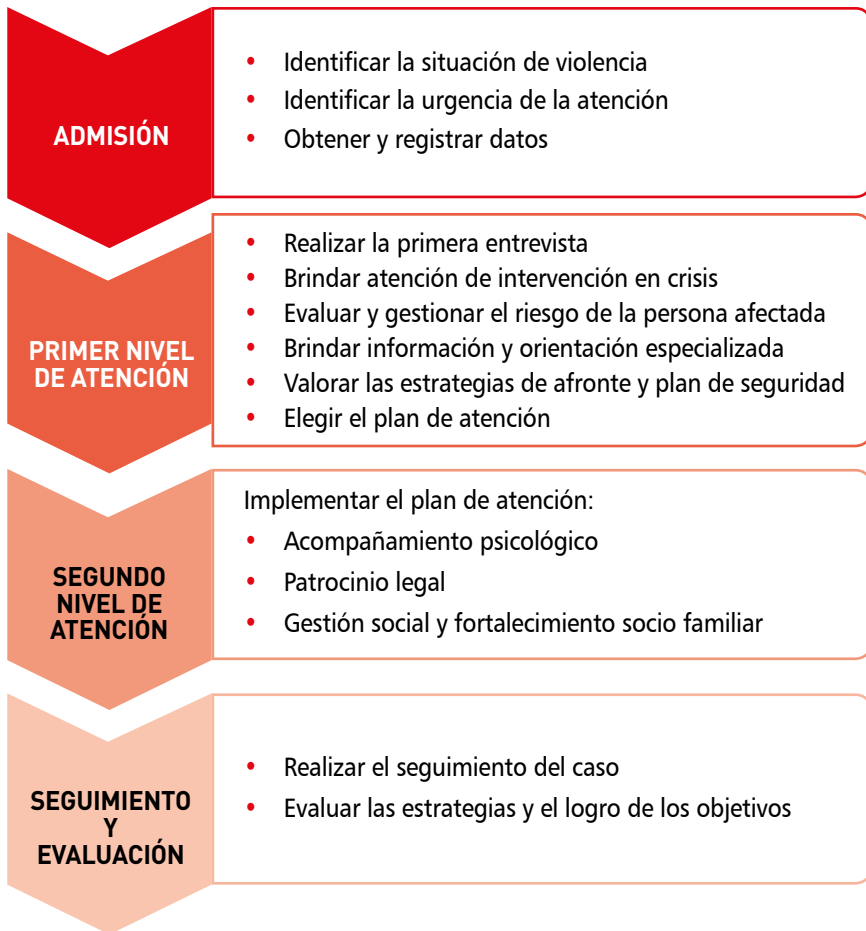 ADMISIÓN
• Identificar la situación de violencia
• Identificar la urgencia de la atención
• Obtener y registrar datos
PRIMER NIVEL
DE ATENCIÓN
• Realizar la primera entrevista
• Brindar atención de intervención en crisis
• Evaluar y gestionar el riesgo de la persona afectada
• Brindar información y orientación especializada
• Valorar las estrategias de afronte y plan de seguridad
• Elegir el plan de atención
SEGUNDO
NIVEL DE
ATENCIÓN
Implementar el plan de atención:
• Acompañamiento psicológico
• Patrocinio legal
• Gestión social y fortalecimiento socio familiar
SEGUIMIENTO
Y
EVALUACIÓN
• Realizar el seguimiento del caso
• Evaluar las estrategias y el logro de los objetivos